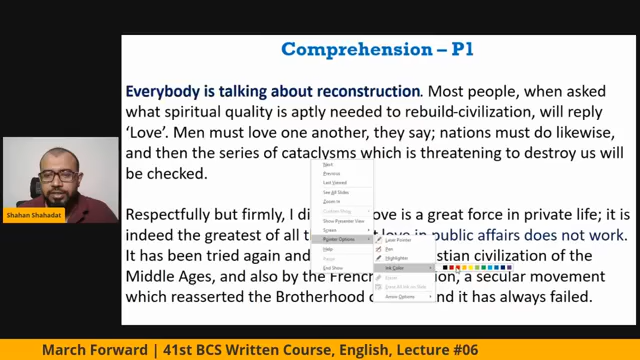 Comprehension – P1
Everybody is talking about reconstruction. Most people, when asked
what spiritual quality is aptly needed to rebuild-civilization, will reply
'Love'. Men must love one another, they say; nations must do likewise,
and then the series of cataclysms which is threatening to destroy us will
be checked.
Shahan Shahadat
Respectfully but firmly, I di love is a great force in private life; it is
indeed the greatest of all t love in public affairs does not work.
It has been tried again and stian civilization of the
Middle Ages, and also by the French on, a secular movement
which reasserted the Brotherhood nd it has always failed.
Next
Previous
Last Viewed
See All Slides
Zoom In
Custom Show
Show Presenter View
Screen
Pointer Options
Help
Pause
End Show
Laser Pointer
Pen
Highlighter
Ink Color
Eraser
Erase All Ink on Slide
Arrow Options
March Forward | 41st BCS Written Course, English, Lecture #06